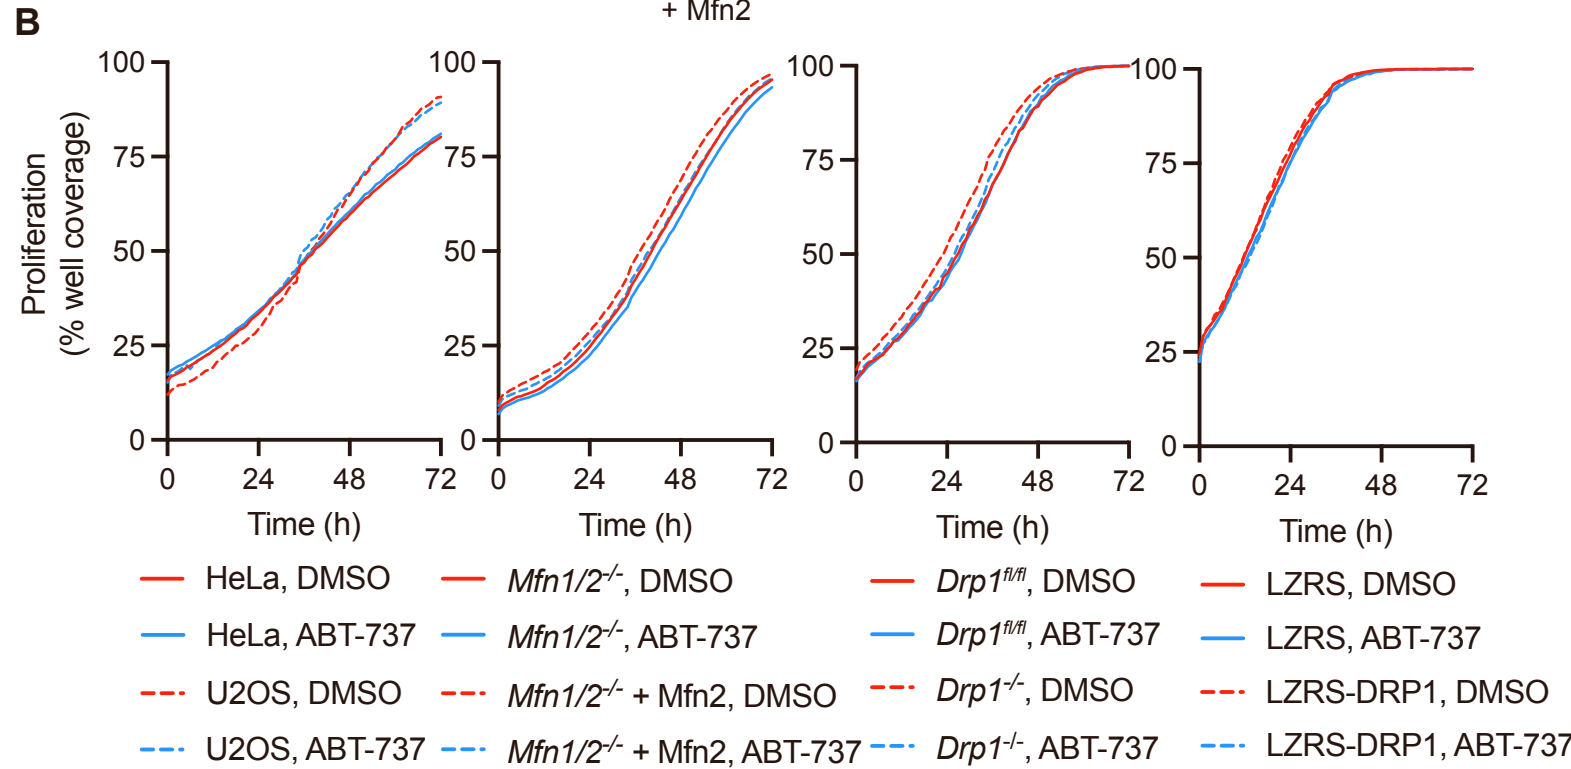 B
+ Mfn2
Proliferation
(% well coverage)
100
75
50
25
0
0 24 48 72
Time (h)
100
75
50
25
0
0 24 48 72
Time (h)
100
75
50
25
0
0 24 48 72
Time (h)
100
75
50
25
0
0 24 48 72
Time (h)
HeLa, DMSO
HeLa, ABT-737
U2OS, DMSO
U2OS, ABT-737
Mfn1/2-/-, DMSO
Mfn1/2-/-, ABT-737
Mfn1/2-/- + Mfn2, DMSO
Mfn1/2-/- + Mfn2, ABT-737
Drp1fl/fl, DMSO
Drp1fl/fl, ABT-737
Drp1-/-, DMSO
Drp1-/-, ABT-737
LZRS, DMSO
LZRS, ABT-737
LZRS-DRP1, DMSO
LZRS-DRP1, ABT-737